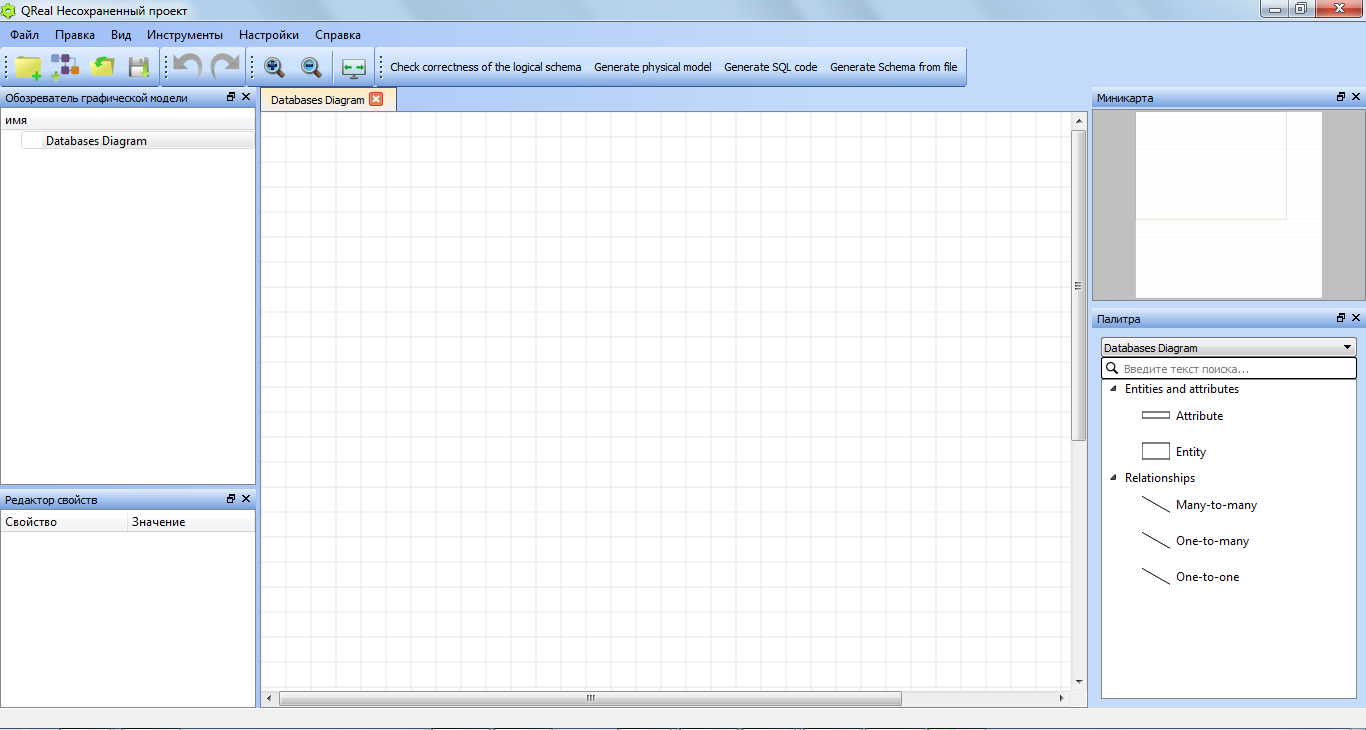 QReal Несохраненный проект
Файл Правка Вид Инструменты Настройки Справка
Check correctness of the logical schema Generate physical model Generate SQL code Generate Schema from file
Обозреватель графической модели
имя
Databases Diagram
Редактор свойств
Свойство Значение
Databases Diagram
Миникарта
Палитра
Databases Diagram
Введите текст поиска...
Entities and attributes
Attribute
Entity
Relationships
Many-to-many
One-to-many
One-to-one